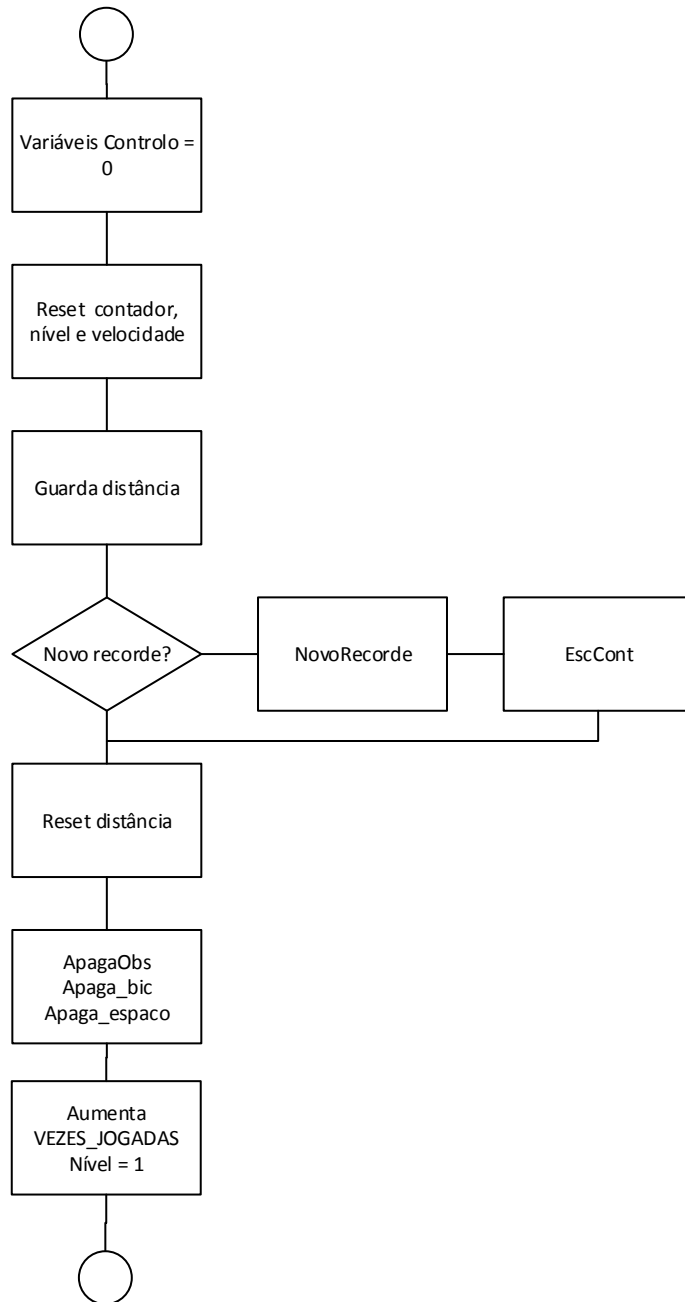 Variáveis Controlo =
0
Reset contador,
nível e velocidade
Guarda distância
Novo recorde?
NovoRecorde
EscCont
Reset distância
ApagaObs
Apaga_bic
Apaga_espaco
Aumenta
VEZES_JOGADAS
Nível = 1